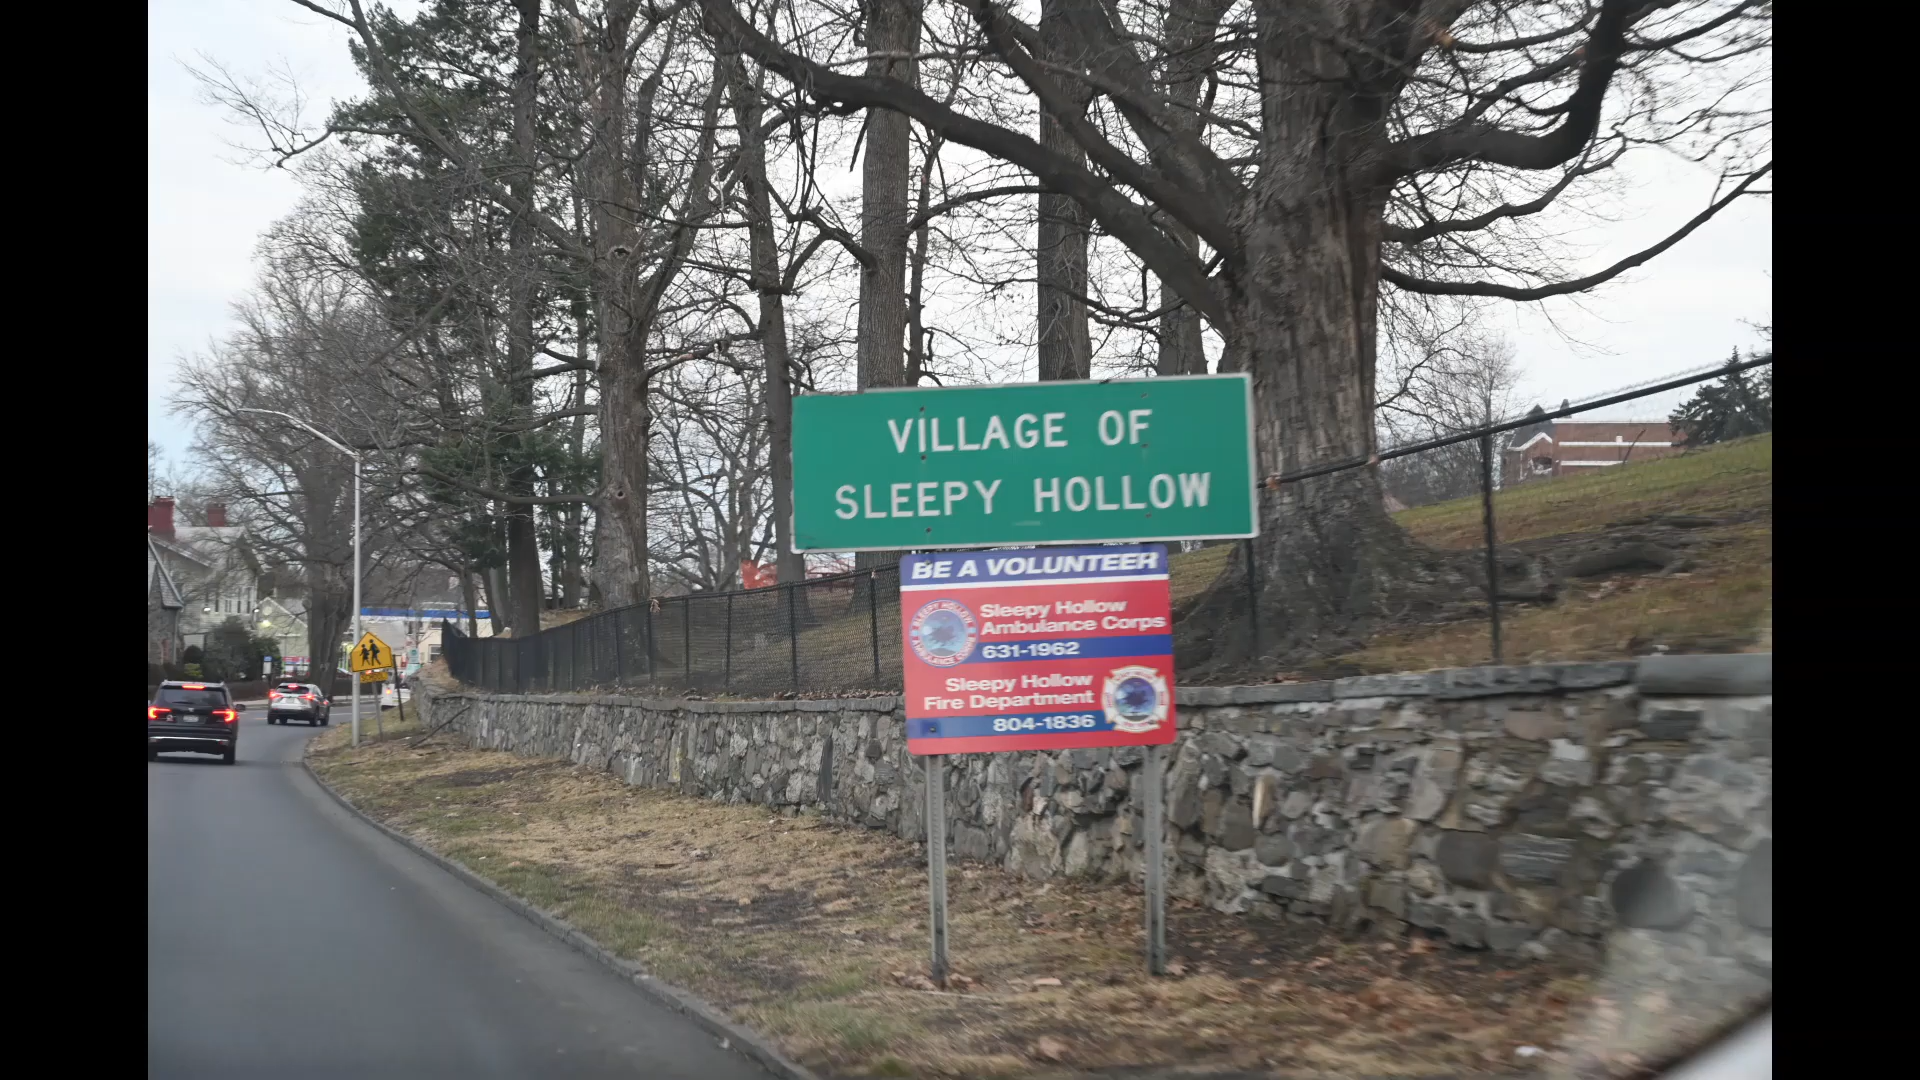 VILLAGE OF
SLEEPY HOLLOW
BE A VOLUNTEER
Sleepy Hollow
Ambulance Corps
631-1962
Sleepy Hollow
Fire Department
804-1836